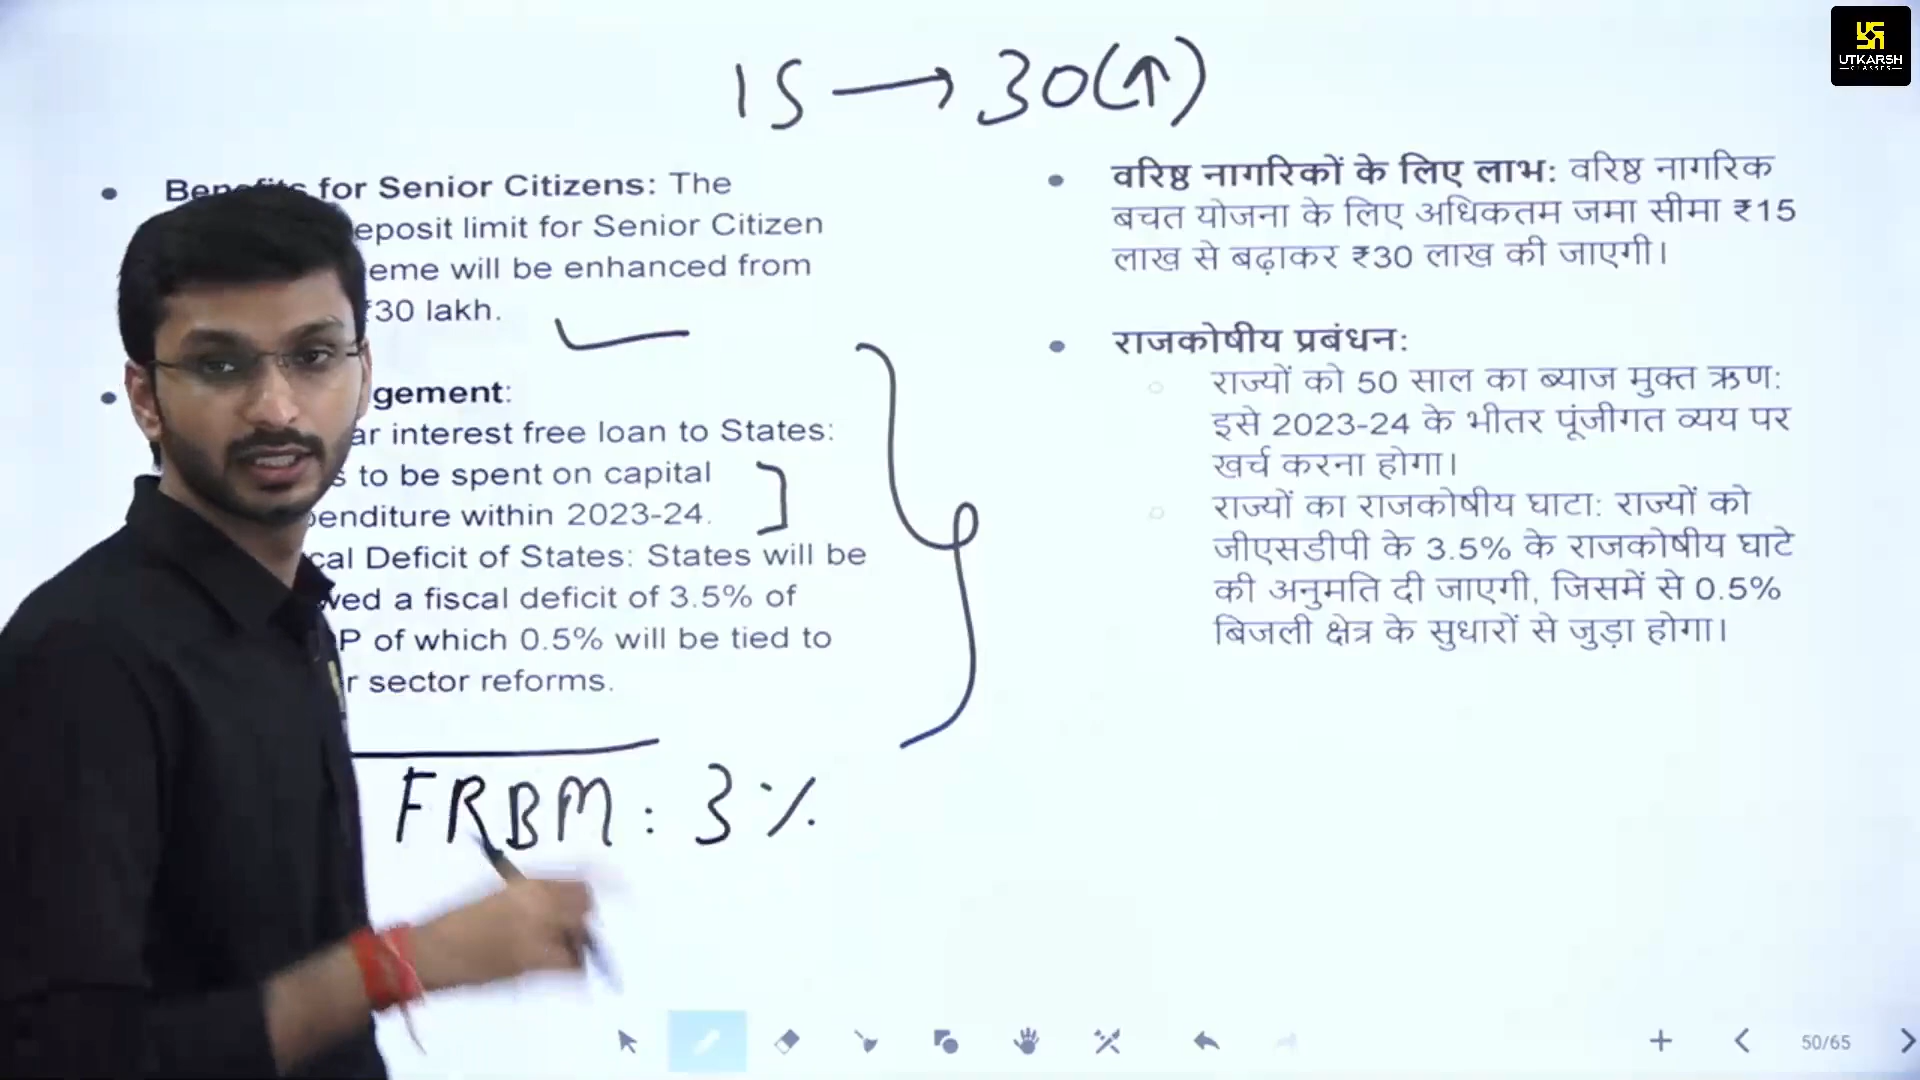 15 → 30(↑)
UTKARSH
CLASSES
for Senior Citizens: The
eposit limit for Senior Citizen
eme will be enhanced from
₹30 lakh.
gement:
ar interest free loan to States:
s to be spent on capital
penditure within 2023-24.
cal Deficit of States: States will be
wed a fiscal deficit of 3.5% of
P of which 0.5% will be tied to
r sector reforms.
FRBM: 3%
वरिष्ठ नागरिकों के लिए लाभ: वरिष्ठ नागरिक
बचत योजना के लिए अधिकतम जमा सीमा ₹15
लाख से बढ़ाकर ₹30 लाख की जाएगी।
राजकोषीय प्रबंधन:
राज्यों को 50 साल का ब्याज मुक्त ऋण:
इसे 2023-24 के भीतर पूंजीगत व्यय पर
खर्च करना होगा।
राज्यों का राजकोषीय घाटा: राज्यों को
जीएसडीपी के 3.5% के राजकोषीय घाटे
की अनुमति दी जाएगी, जिसमें से 0.5%
बिजली क्षेत्र के सुधारों से जुड़ा होगा।
50/65